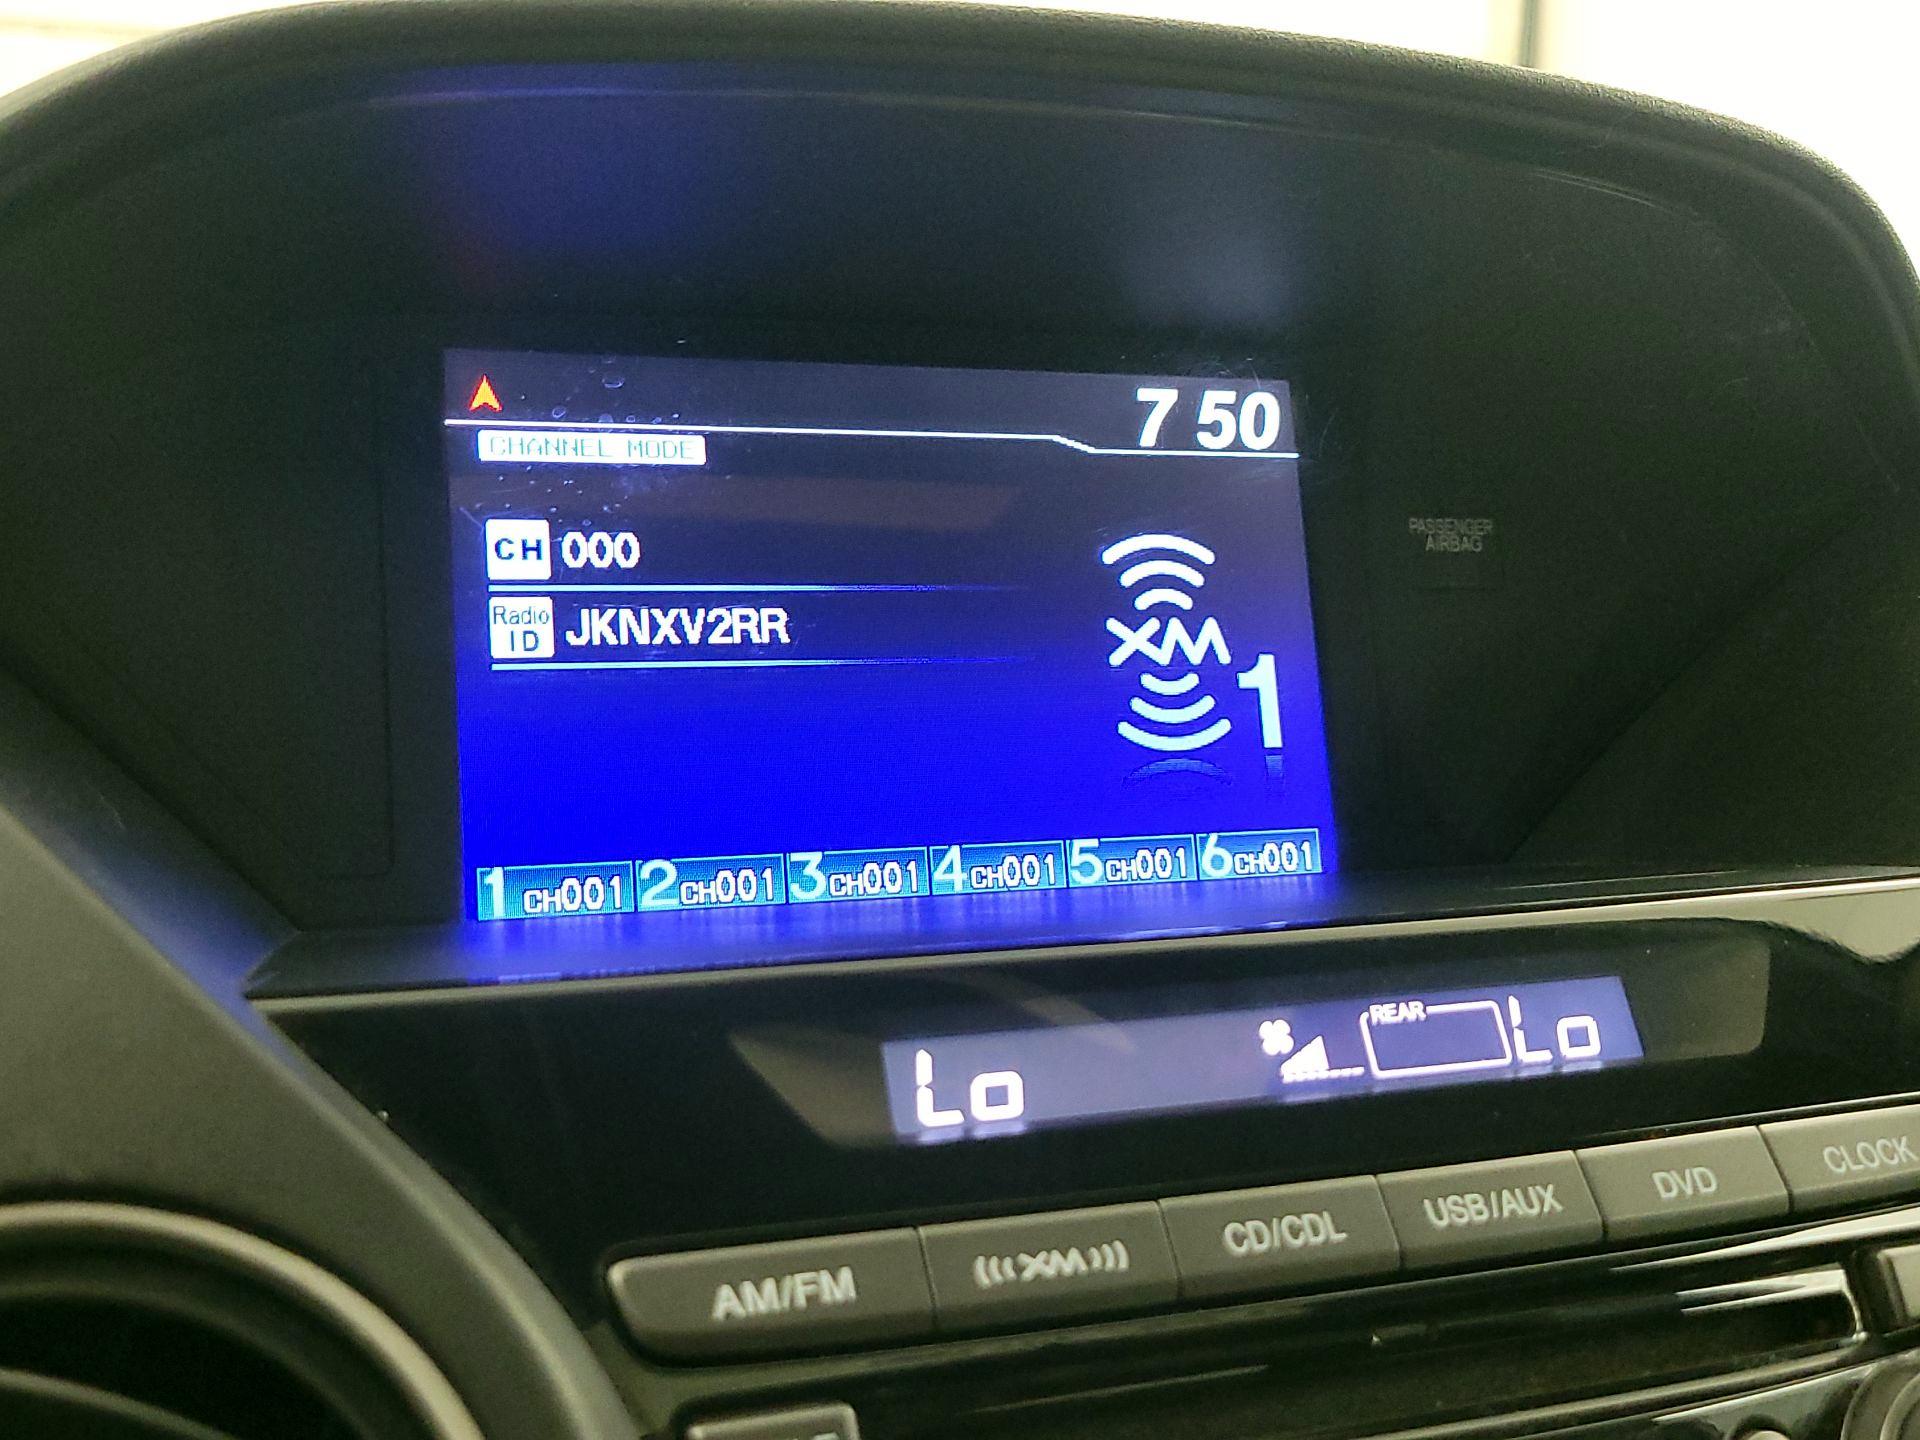 7 50
CHANNEL MODE
CH 000
Radio ID JKNXV2RR
XM 1
1 CH001 2 CH001 3 CH001 4 CH001 5 CH001 6 CH001
PASSENGER
AIRBAG
Lo REAR Lo
AM/FM (((XM))) CD/CDL USB/AUX DVD CLOCK